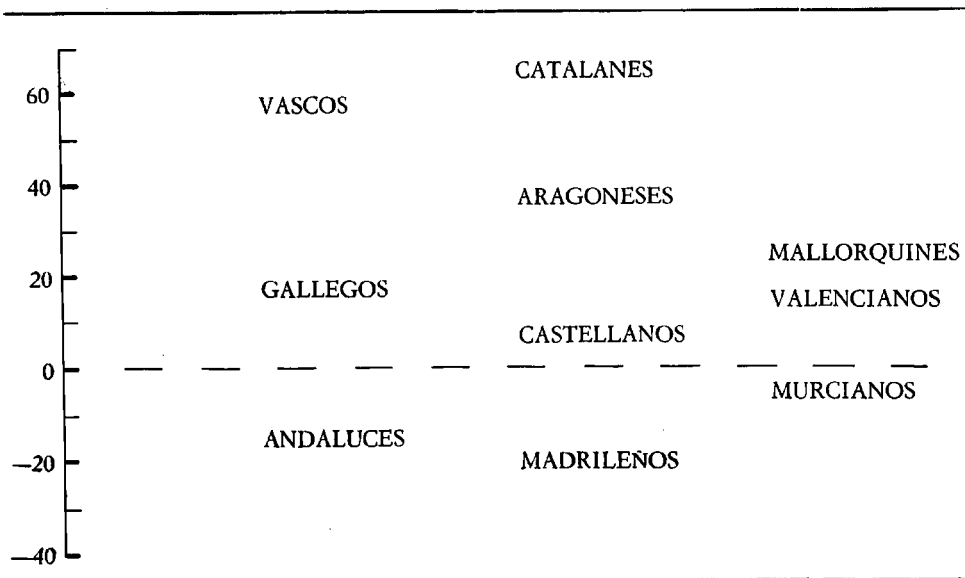 CATALANES
60
VASCOS
40
ARAGONESES
MALLORQUINES
20
GALLEGOS
VALENCIANOS
CASTELLANOS
0
MURCIANOS
ANDALUCES
—20
MADRILEÑOS
—40